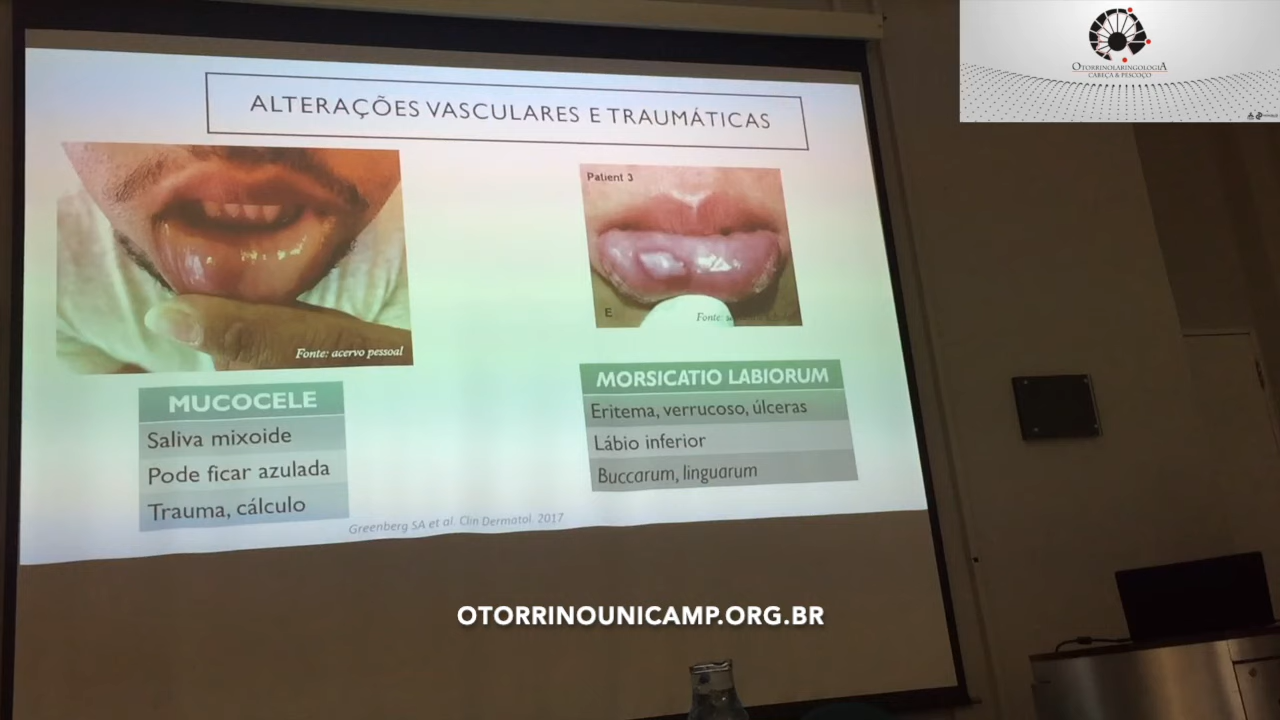 OTORRINOLARINGOLOGIA
CABEÇA & PESCOÇO
ALTERAÇÕES VASCULARES E TRAUMÁTICAS
Patient 3
E
Fonte: acervo pessoal
Fonte:
MUCOCELE
Saliva mixoide
Pode ficar azulada
Trauma, cálculo
MORSICATIO LABIORUM
Eritema, verrucoso, úlceras
Lábio inferior
Buccarum, linguarum
Greenberg SA et al. Clin Dermatol 2017
OTORRINOUNICAMP.ORG.BR